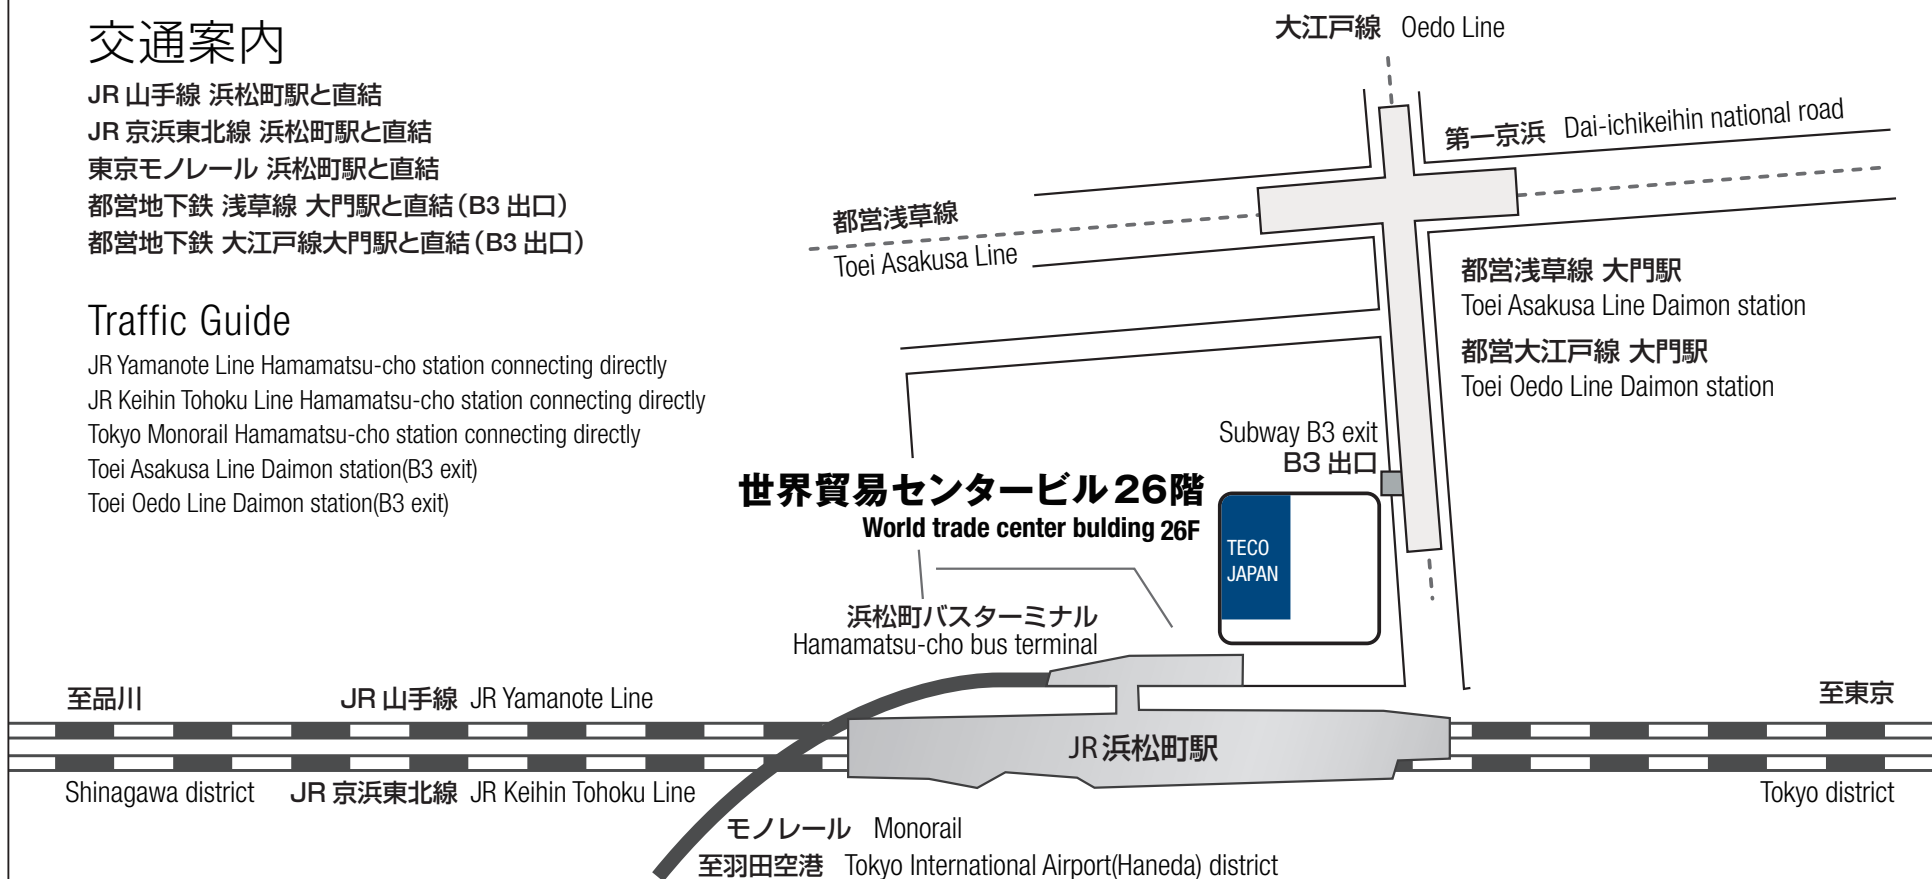 交通案内
JR 山手線 浜松町駅と直結
JR 京浜東北線 浜松町駅と直結
東京モノレール 浜松町駅と直結
都営地下鉄 浅草線 大門駅と直結(B3 出口)
都営地下鉄 大江戸線大門駅と直結(B3 出口)
Traffic Guide
JR Yamanote Line Hamamatsu-cho station connecting directly
JR Keihin Tohoku Line Hamamatsu-cho station connecting directly
Tokyo Monorail Hamamatsu-cho station connecting directly
Toei Asakusa Line Daimon station(B3 exit)
Toei Oedo Line Daimon station(B3 exit)
大江戸線 Oedo Line
第一京浜 Dai-ichikeihin national road
都営浅草線
Toei Asakusa Line
都営浅草線 大門駅
Toei Asakusa Line Daimon station
都営大江戸線 大門駅
Toei Oedo Line Daimon station
Subway B3 exit
B3 出口
世界貿易センタービル 26階
World trade center bulding 26F
TECO
JAPAN
浜松町バスターミナル
Hamamatsu-cho bus terminal
至品川
JR 山手線 JR Yamanote Line
至東京
JR 浜松町駅
Shinagawa district
JR 京浜東北線 JR Keihin Tohoku Line
Tokyo district
モノレール Monorail
至羽田空港 Tokyo International Airport(Haneda) district